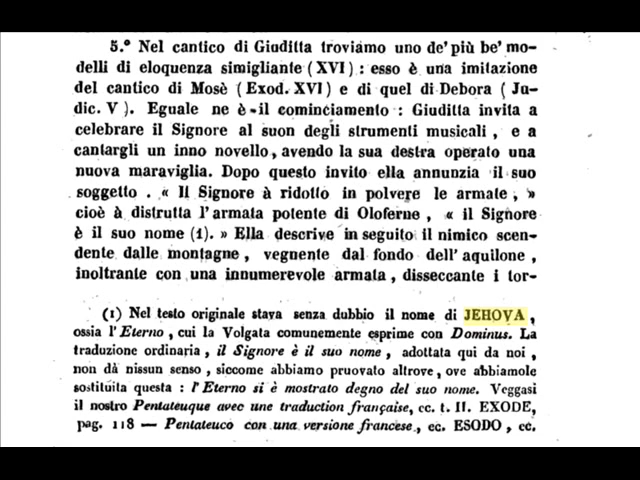 5.º Nel cantico di Giuditta troviamo uno de' più be' mo-
delli di eloquenza simigliante (XVI) : esso è una imitazione
del cantico di Mosè (Exod. XVI) e di quel di Debora (Ju-
dic. V). Eguale ne è il cominciamento : Giuditta invita a
celebrare il Signore al suon degli strumenti musicali, e a
cantargli un inno novello, avendo la sua destra operato una
nuova maraviglia. Dopo questo invito ella annunzia il suo
soggetto. « Il Signore à ridotto in polvere le armate, »
cioè à distrutta l'armata potente di Oloferne, « il Signore
è il suo nome (1). » Ella descrive in seguito il nimico scen-
dente dalle montagne, vegnente dal fondo dell'aquilone,
inoltrante con una innumerevole armata, disseccante i tor-
(1) Nel testo originale stava senza dubbio il nome di JEHOVA,
ossia l'Eterno, cui la Volgata comunemente esprime con Dominus. La
traduzione ordinaria, il Signore è il suo nome, adottata qui da noi,
non dà nissun senso, siccome abbiamo pruovato altrove, ove abbiamole
sostituita questa : l'Eterno si è mostrato degno del suo nome. Veggasi
il nostro Pentateuque avec une traduction française, ec. t. II. EXODE,
pag. 118 — Pentateuco con una versione francese, ec. ESODO, ec.